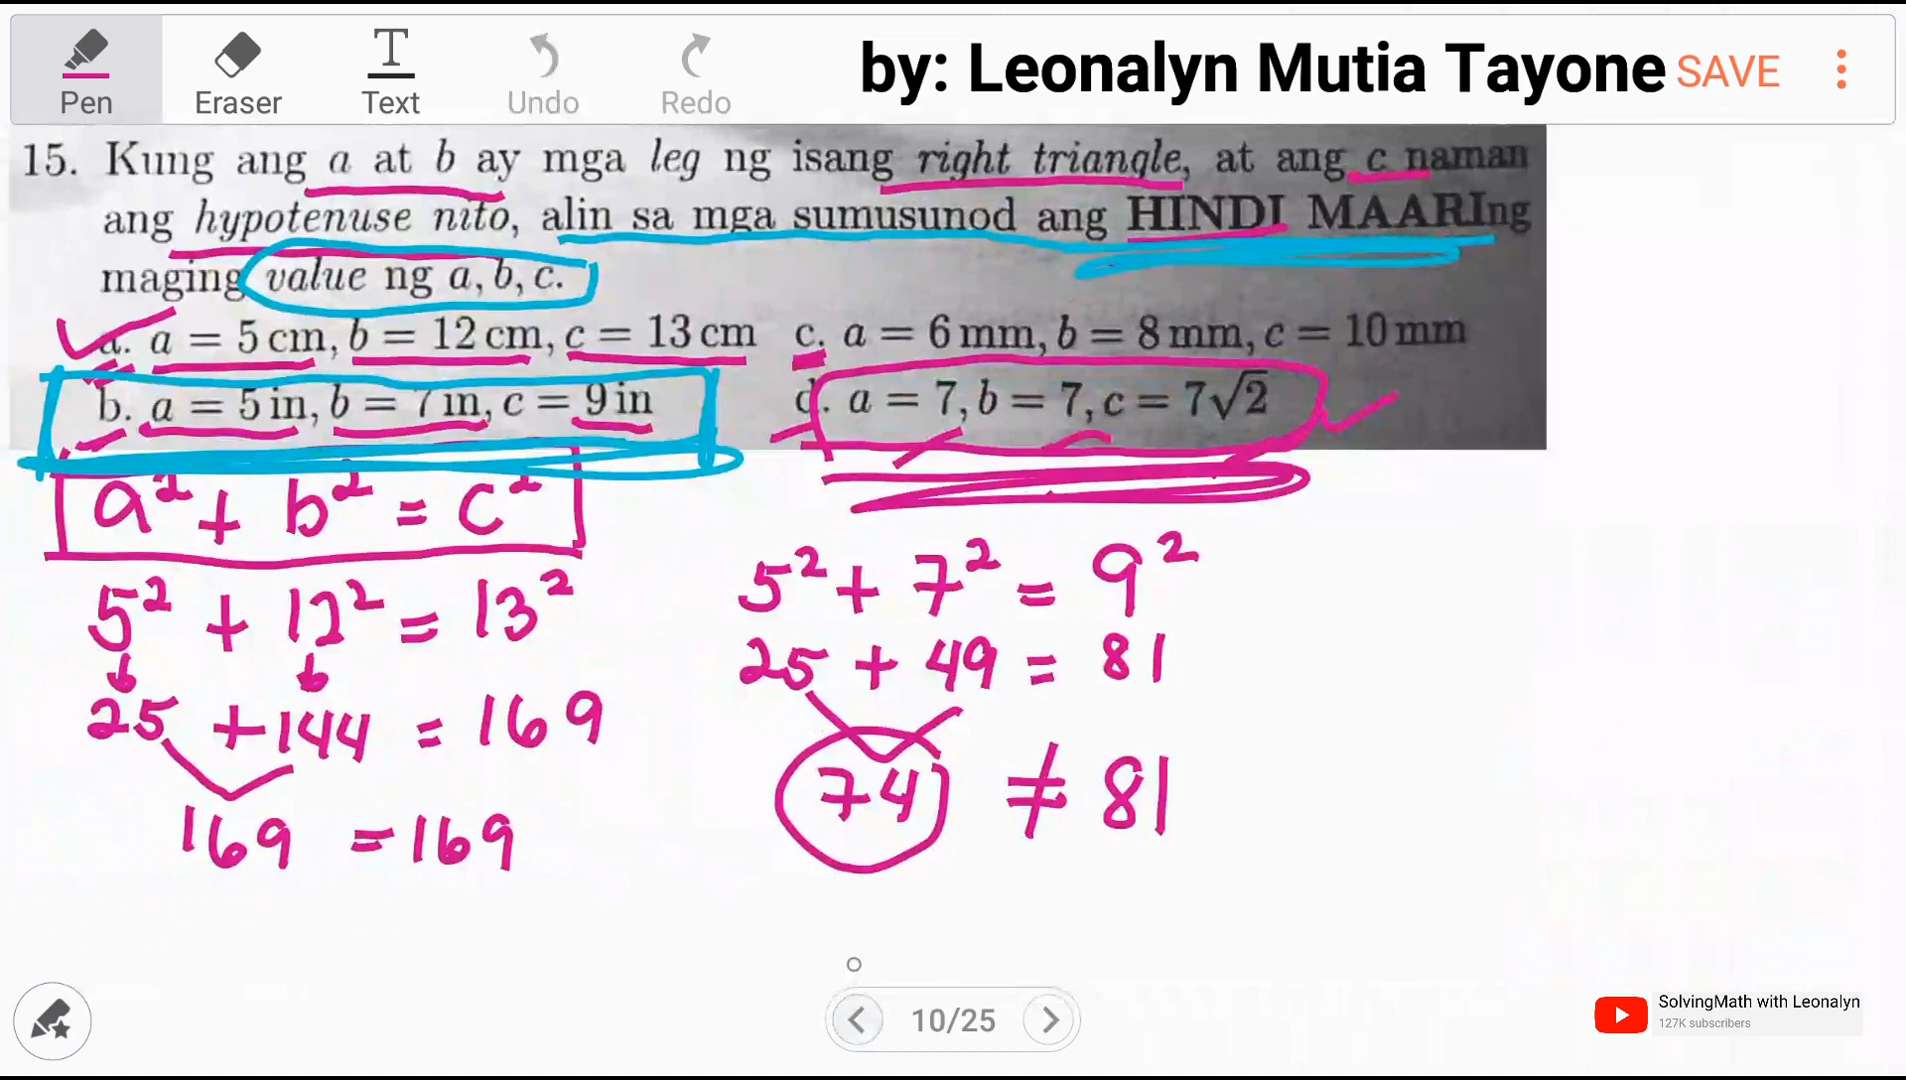 Pen
Eraser
T
Text
Undo
Redo
by: Leonalyn Mutia Tayone
SAVE
15. Kung ang a at b ay mga leg ng isang right triangle, at ang c naman
ang hypotenuse nito, alin sa mga sumusunod ang HINDI MAARIng
maging value ng a, b, c.
a. a = 5 cm, b = 12 cm, c = 13 cm
c. a = 6 mm, b = 8 mm, c = 10 mm
b. a = 5 in, b = 7 in, c = 9 in
d. a = 7, b = 7, c = 7√2
a² + b² = c²
5² + 12² = 13²
25 + 144 = 169
169 = 169
5² + 7² = 9²
25 + 49 = 81
74 ≠ 81
10/25
SolvingMath with Leonalyn
127K subscribers